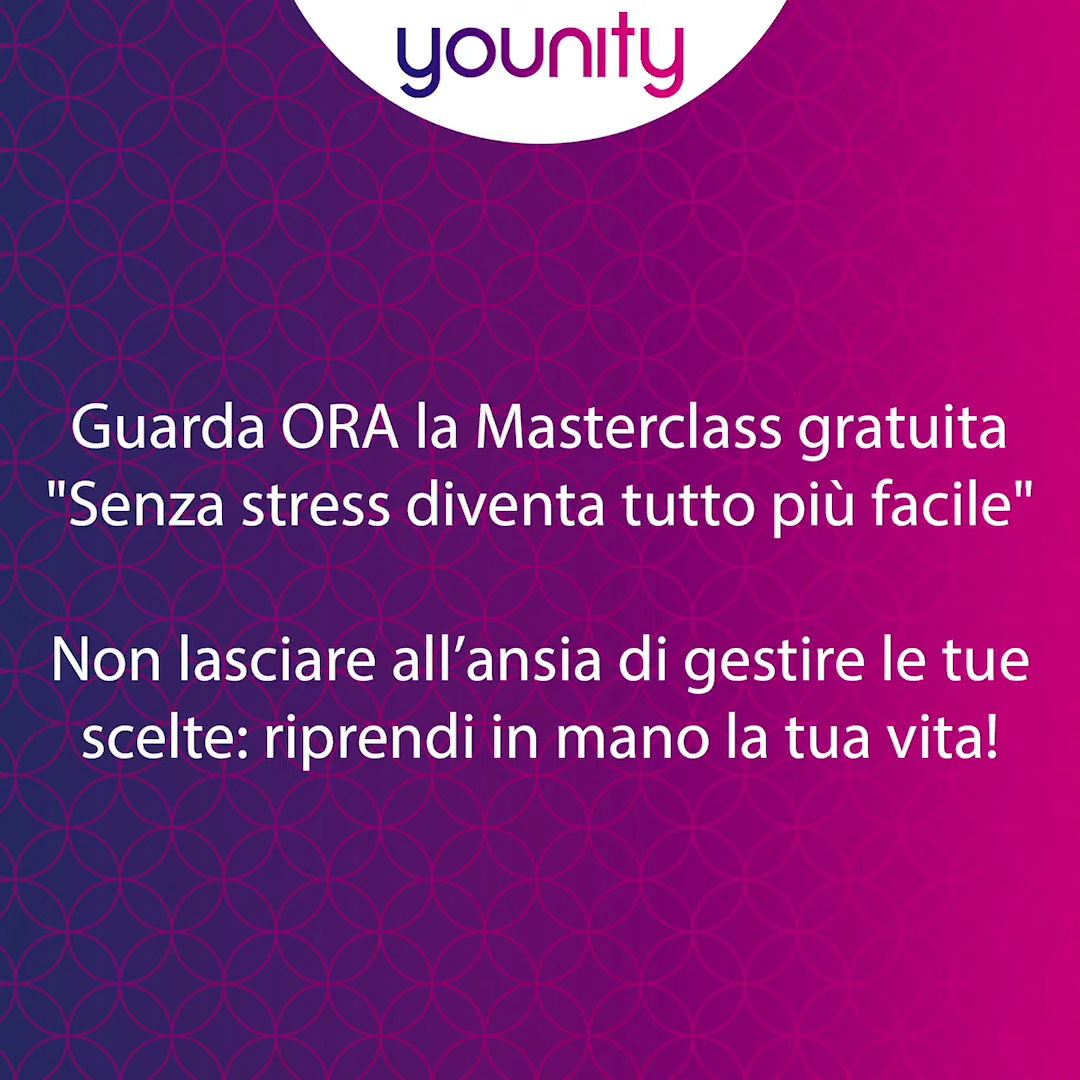 younity
Guarda ORA la Masterclass gratuita
"Senza stress diventa tutto più facile"
Non lasciare all’ansia di gestire le tue
scelte: riprendi in mano la tua vita!